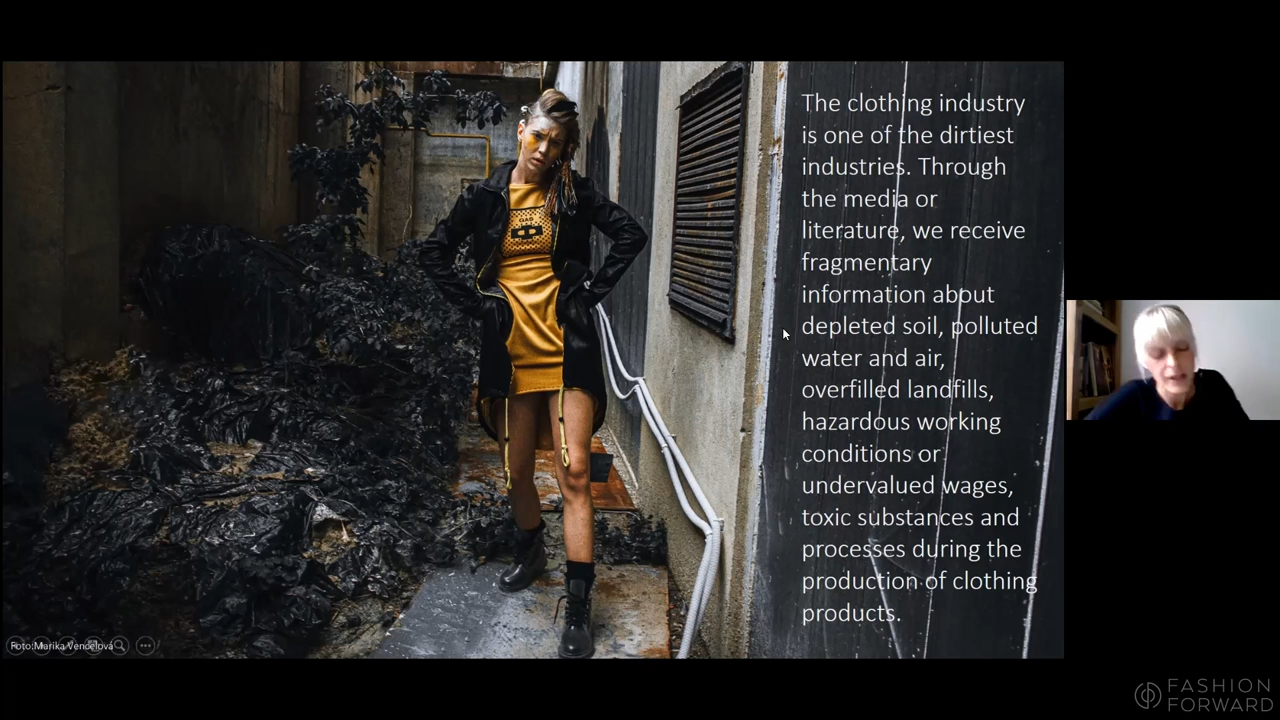 The clothing industry
is one of the dirtiest
industries. Through
the media or
literature, we receive
fragmentary
information about
depleted soil, polluted
water and air,
overfilled landfills,
hazardous working
conditions or
undervalued wages,
toxic substances and
processes during the
production of clothing
products.
Foto:Marika Venclová
FASHION
FORWARD